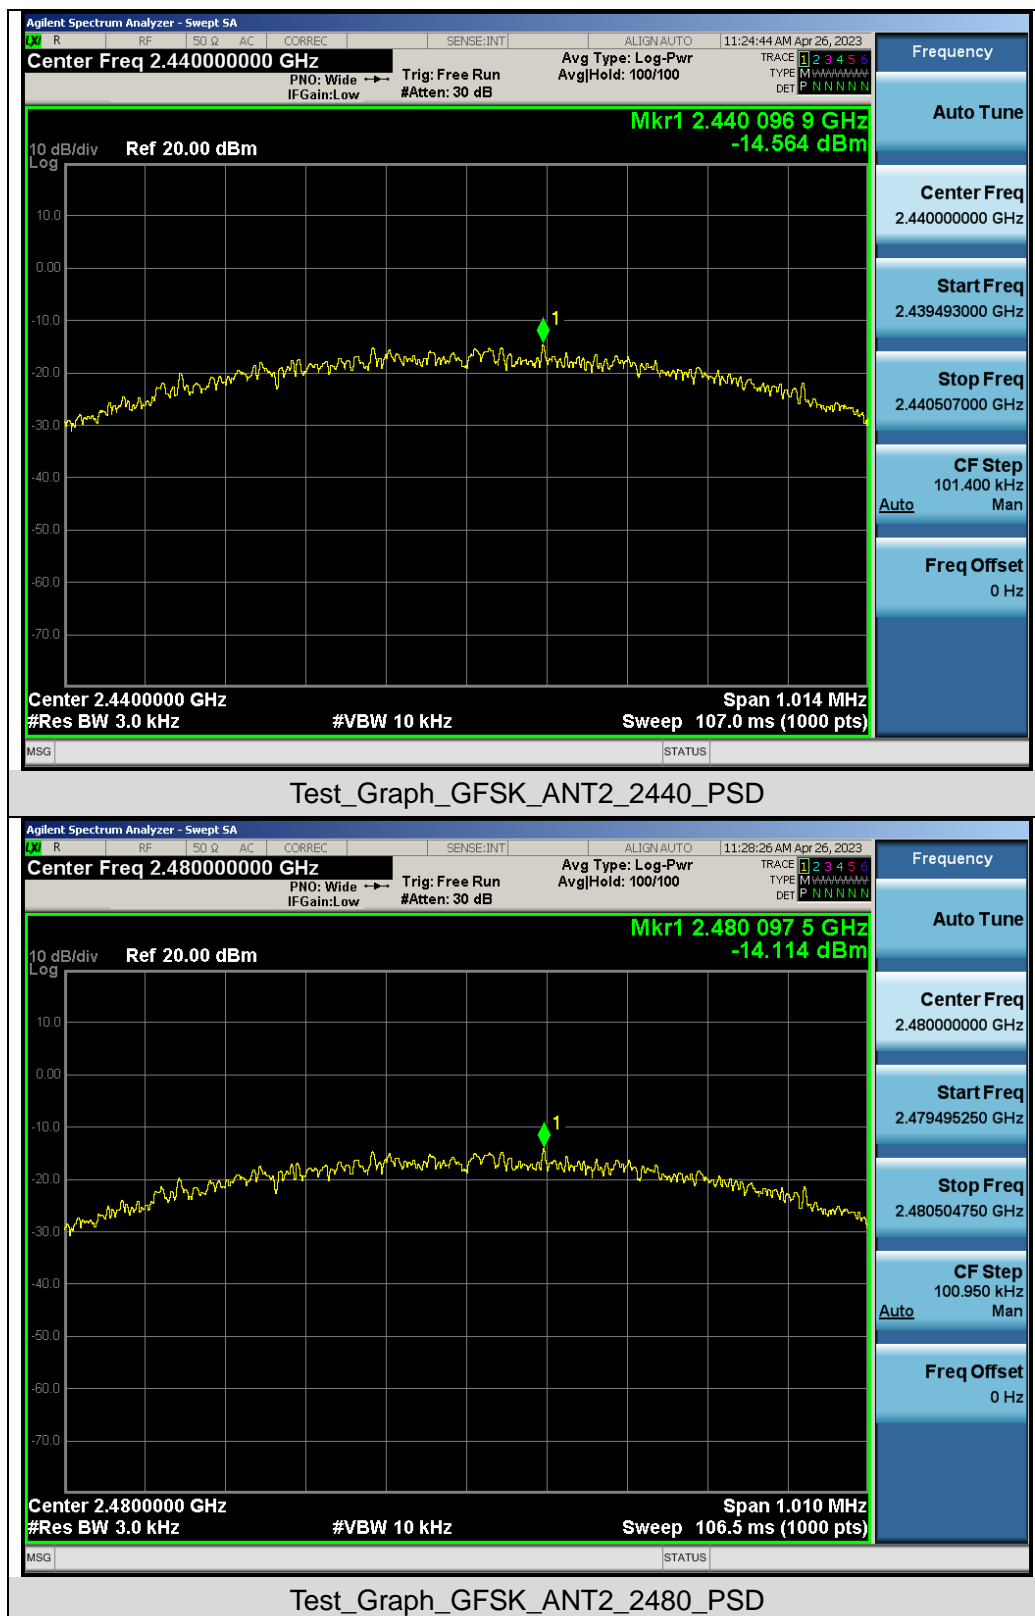 Agilent Spectrum Analyzer - Swept SA
LXI R RF 50 Ω AC CORREC SENSE:INT ALIGN AUTO 11:24:44 AM Apr 26, 2023
Center Freq 2.440000000 GHz
PNO: Wide
IFGain:Low
Trig: Free Run
#Atten: 30 dB
Avg Type: Log-Pwr
Avg|Hold: 100/100
TRACE 1 2 3 4 5 6
TYPE M
DET P N N N N N
Frequency
Mkr1 2.440 096 9 GHz
-14.564 dBm
10 dB/div Ref 20.00 dBm
Log
10.0
0.00
-10.0
-20.0
-30.0
-40.0
-50.0
-60.0
-70.0
1
Center 2.4400000 GHz Span 1.014 MHz
#Res BW 3.0 kHz #VBW 10 kHz Sweep 107.0 ms (1000 pts)
Auto Tune
Center Freq
2.440000000 GHz
Start Freq
2.439493000 GHz
Stop Freq
2.440507000 GHz
CF Step
101.400 kHz
Auto Man
Freq Offset
0 Hz
MSG STATUS
Test_Graph_GFSK_ANT2_2440_PSD
Agilent Spectrum Analyzer - Swept SA
LXI R RF 50 Ω AC CORREC SENSE:INT ALIGN AUTO 11:28:26 AM Apr 26, 2023
Center Freq 2.480000000 GHz
PNO: Wide
IFGain:Low
Trig: Free Run
#Atten: 30 dB
Avg Type: Log-Pwr
Avg|Hold: 100/100
TRACE 1 2 3 4 5 6
TYPE M
DET P N N N N N
Frequency
Mkr1 2.480 097 5 GHz
-14.114 dBm
10 dB/div Ref 20.00 dBm
Log
10.0
0.00
-10.0
-20.0
-30.0
-40.0
-50.0
-60.0
-70.0
1
Center 2.4800000 GHz Span 1.010 MHz
#Res BW 3.0 kHz #VBW 10 kHz Sweep 106.5 ms (1000 pts)
Auto Tune
Center Freq
2.480000000 GHz
Start Freq
2.479495250 GHz
Stop Freq
2.480504750 GHz
CF Step
100.950 kHz
Auto Man
Freq Offset
0 Hz
MSG STATUS
Test_Graph_GFSK_ANT2_2480_PSD